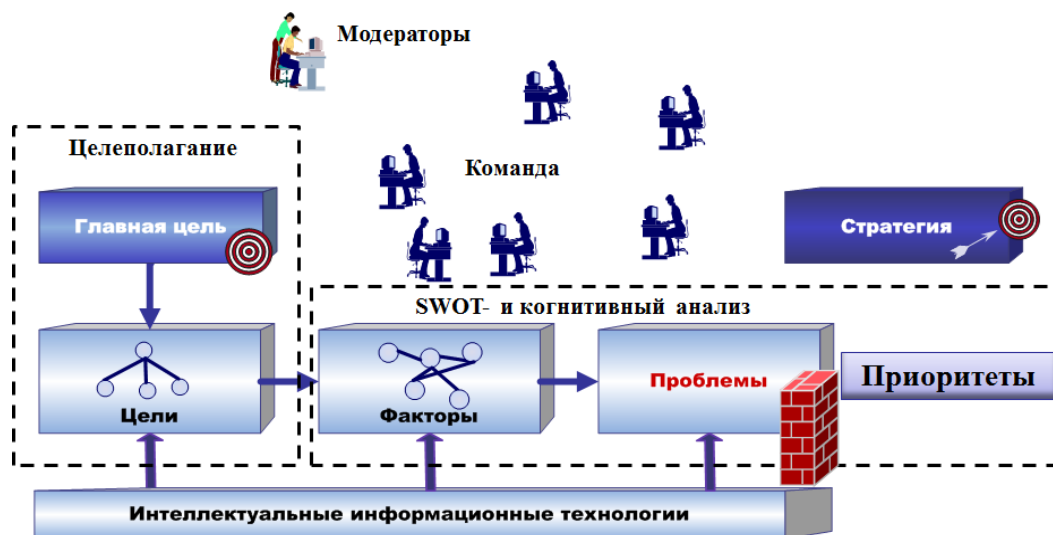 Модераторы
Целеполагание
Команда
Главная цель
Стратегия
SWOT- и когнитивный анализ
Проблемы
Приоритеты
Цели
Факторы
Интеллектуальные информационные технологии